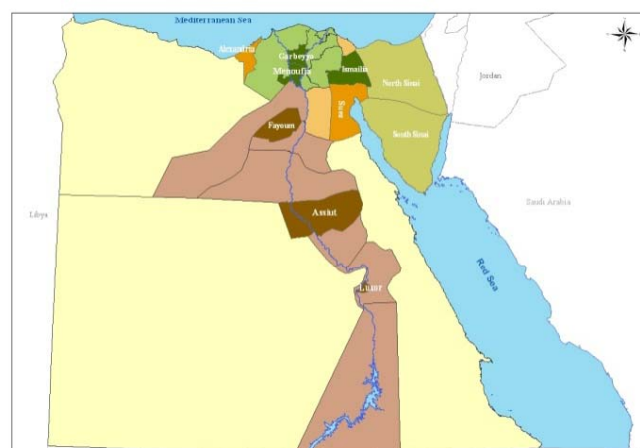 Mediterranean Sea
Alexandria
Garbeyya
Menoufia
Ismailia
North Sinai
Jordan
Suez
Fayoum
South Sinai
Saudi Arabia
Libya
Assiut
Red Sea
Luxor